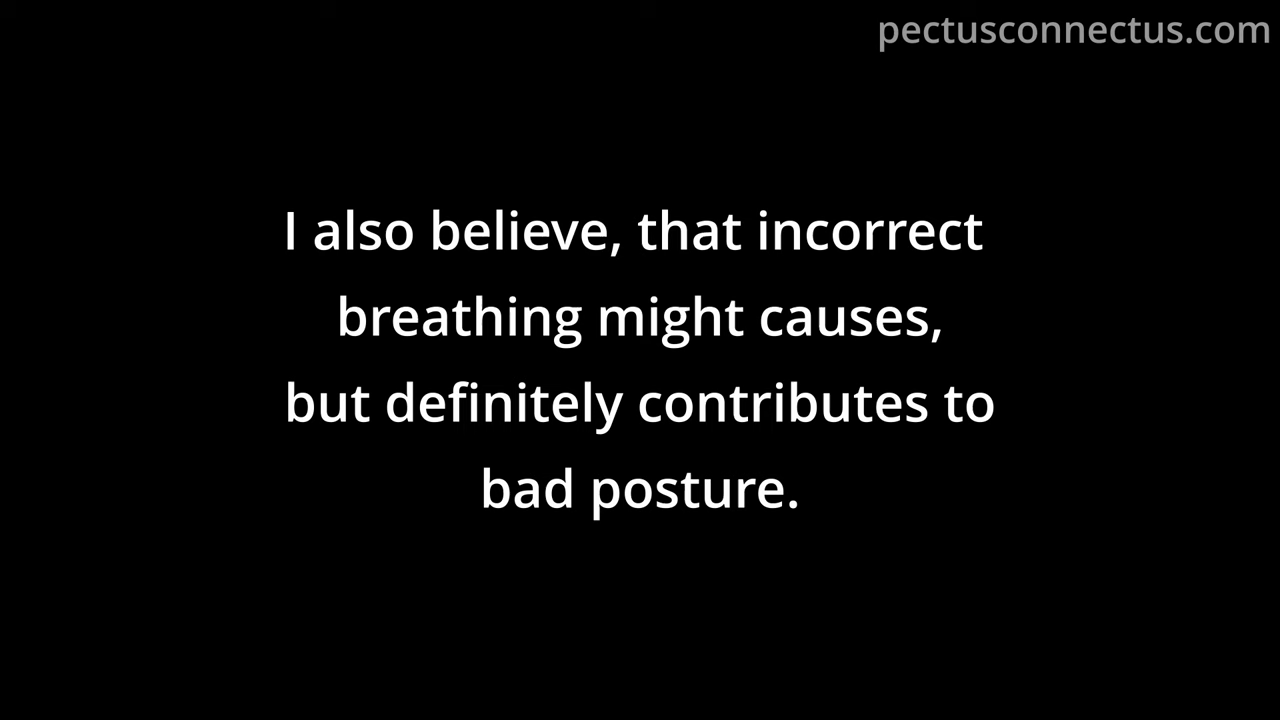 pectusconnectus.com
I also believe, that incorrect
breathing might causes,
but definitely contributes to
bad posture.